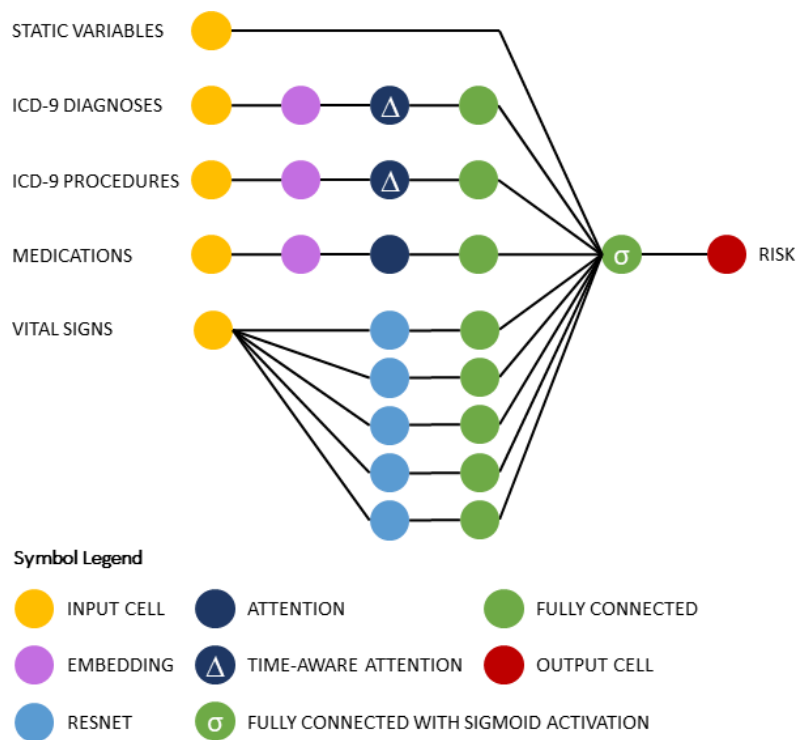 STATIC VARIABLES
ICD-9 DIAGNOSES
Δ
ICD-9 PROCEDURES
Δ
MEDICATIONS
σ
RISK
VITAL SIGNS
Symbol Legend
INPUT CELL
ATTENTION
FULLY CONNECTED
EMBEDDING
Δ
TIME-AWARE ATTENTION
OUTPUT CELL
RESNET
σ
FULLY CONNECTED WITH SIGMOID ACTIVATION